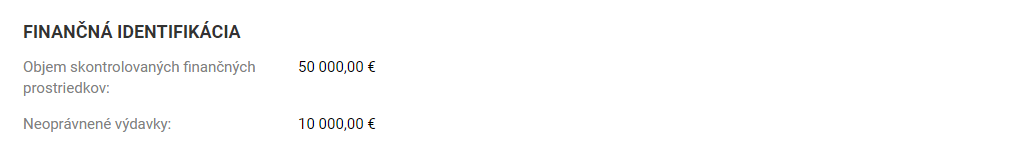 FINANČNÁ IDENTIFIKÁCIA
Objem skontrolovaných finančných 50 000,00 €
prostriedkov:
Neoprávnené výdavky: 10 000,00 €